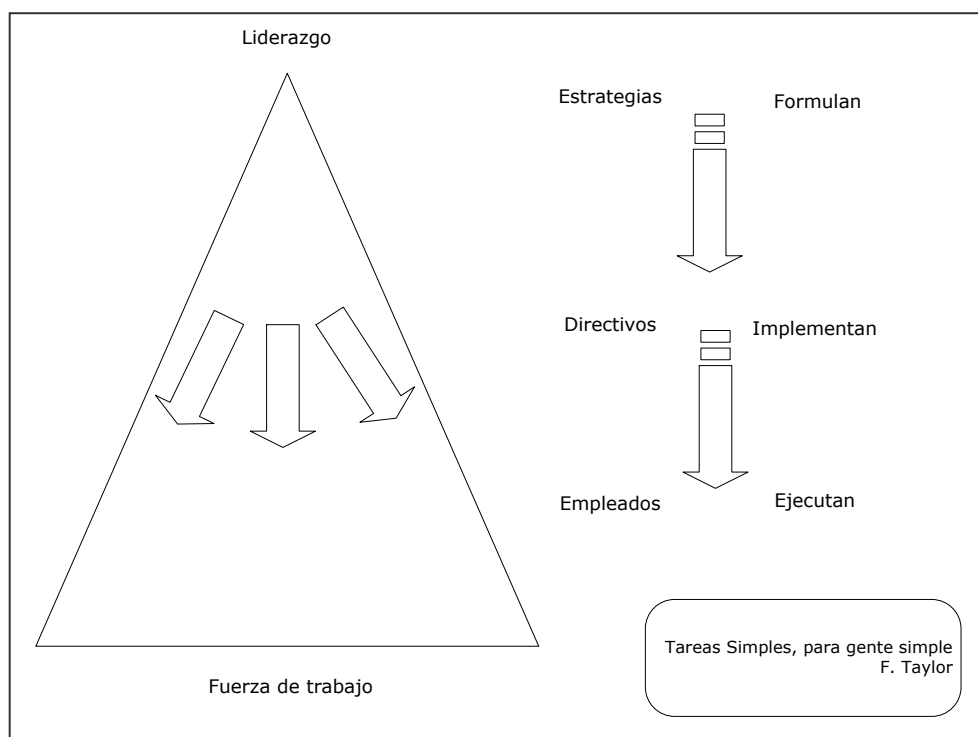 Liderazgo
Estrategias
Formulan
Directivos
Implementan
Empleados
Ejecutan
Fuerza de trabajo
Tareas Simples, para gente simple
F. Taylor